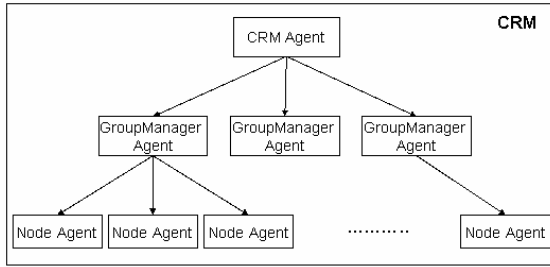 CRM
CRM Agent
GroupManager
Agent
GroupManager
Agent
GroupManager
Agent
Node Agent
Node Agent
Node Agent
...........
Node Agent